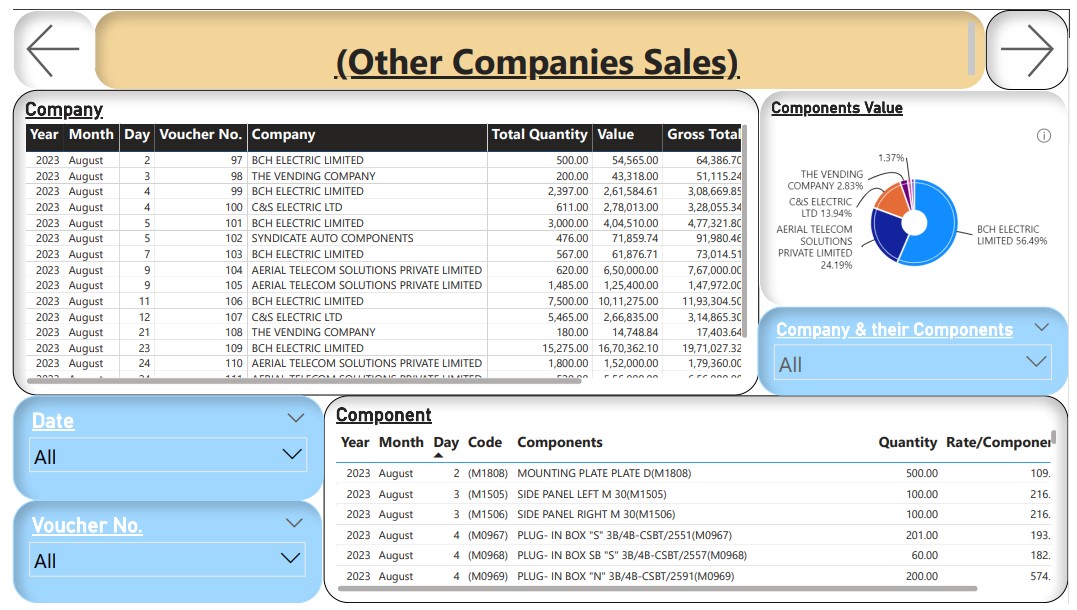 (Other Companies Sales)
Company
Year Month Day Voucher No. Company Total Quantity Value Gross Total
2023 August 2 97 BCH ELECTRIC LIMITED 500.00 54,565.00 64,386.70
2023 August 3 98 THE VENDING COMPANY 200.00 43,318.00 51,115.24
2023 August 4 99 BCH ELECTRIC LIMITED 2,397.00 2,61,584.61 3,08,669.85
2023 August 4 100 C&S ELECTRIC LTD 611.00 2,78,013.00 3,28,055.34
2023 August 5 101 BCH ELECTRIC LIMITED 3,000.00 4,04,510.00 4,77,321.80
2023 August 5 102 SYNDICATE AUTO COMPONENTS 476.00 71,859.74 91,980.46
2023 August 7 103 BCH ELECTRIC LIMITED 567.00 61,876.71 73,014.51
2023 August 9 104 AERIAL TELECOM SOLUTIONS PRIVATE LIMITED 620.00 6,50,000.00 7,67,000.00
2023 August 9 105 AERIAL TELECOM SOLUTIONS PRIVATE LIMITED 1,485.00 1,25,400.00 1,47,972.00
2023 August 11 106 BCH ELECTRIC LIMITED 7,500.00 10,11,275.00 11,93,304.50
2023 August 12 107 C&S ELECTRIC LTD 5,465.00 2,66,835.00 3,14,865.30
2023 August 21 108 THE VENDING COMPANY 180.00 14,748.84 17,403.64
2023 August 23 109 BCH ELECTRIC LIMITED 15,275.00 16,70,362.10 19,71,027.32
2023 August 24 110 AERIAL TELECOM SOLUTIONS PRIVATE LIMITED 1,800.00 1,52,000.00 1,79,360.00
Components Value
1.37%
THE VENDING
COMPANY 2.83%
C&S ELECTRIC
LTD 13.94%
AERIAL TELECOM
SOLUTIONS
PRIVATE LIMITED
24.19%
BCH ELECTRIC
LIMITED 56.49%
Company & their Components
All
Date
All
Voucher No.
All
Component
Year Month Day Code Components Quantity Rate/Componer
2023 August 2 (M1808) MOUNTING PLATE PLATE D(M1808) 500.00 109.
2023 August 3 (M1505) SIDE PANEL LEFT M 30(M1505) 100.00 216.
2023 August 3 (M1506) SIDE PANEL RIGHT M 30(M1506) 100.00 216.
2023 August 4 (M0967) PLUG- IN BOX "S" 3B/4B-CSBT/2551(M0967) 201.00 193.
2023 August 4 (M0968) PLUG- IN BOX SB "S" 3B/4B-CSBT/2557(M0968) 60.00 182.
2023 August 4 (M0969) PLUG- IN BOX "N" 3B/4B-CSBT/2591(M0969) 200.00 574.